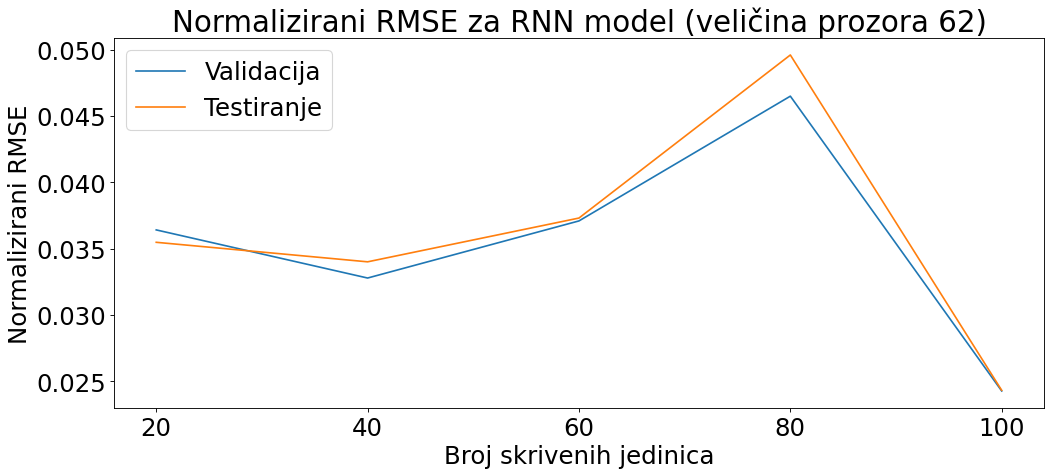 Normalizirani RMSE za RNN model (veličina prozora 62)
Validacija
Testiranje
Normalizirani RMSE
0.050
0.045
0.040
0.035
0.030
0.025
20 40 60 80 100
Broj skrivenih jedinica